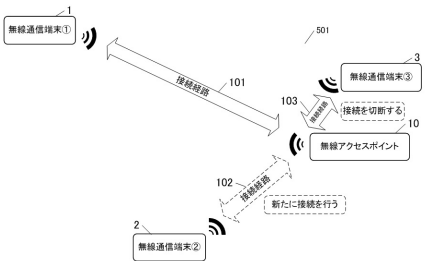 1
無線通信端末①
501
101
接続経路
3
無線通信端末③
103
接続経路
接続を切断する
10
無線アクセスポイント
102
接続経路
新たに接続を行う
2
無線通信端末②